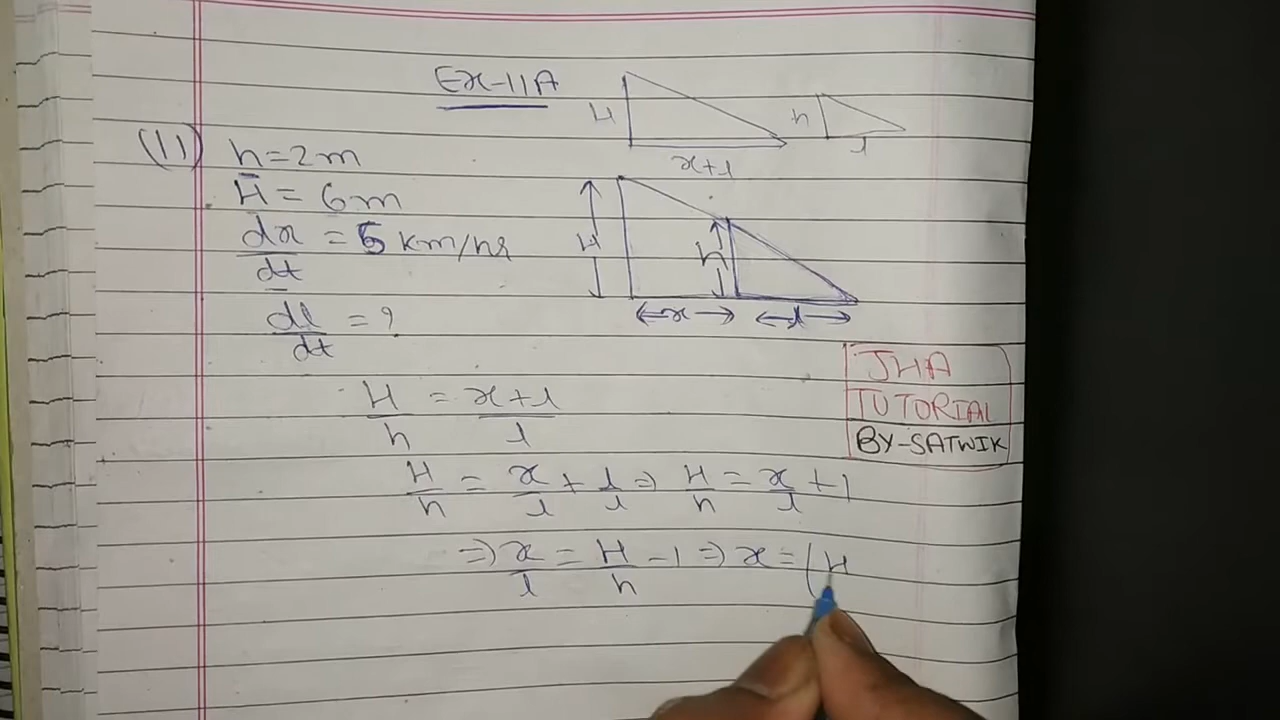 Ex-11A
H
x+l
h
l
(11) h=2m
H = 6m
dx/dt = 5 km/hr
dl/dt = ?
H
h
x
l
JHA
TUTORIAL
BY-SATWIK
H/h = x+l/l
H/h = x/l + l/l ⇒ H/h = x/l + 1
⇒ x/l = H/h - 1 ⇒ x = (H